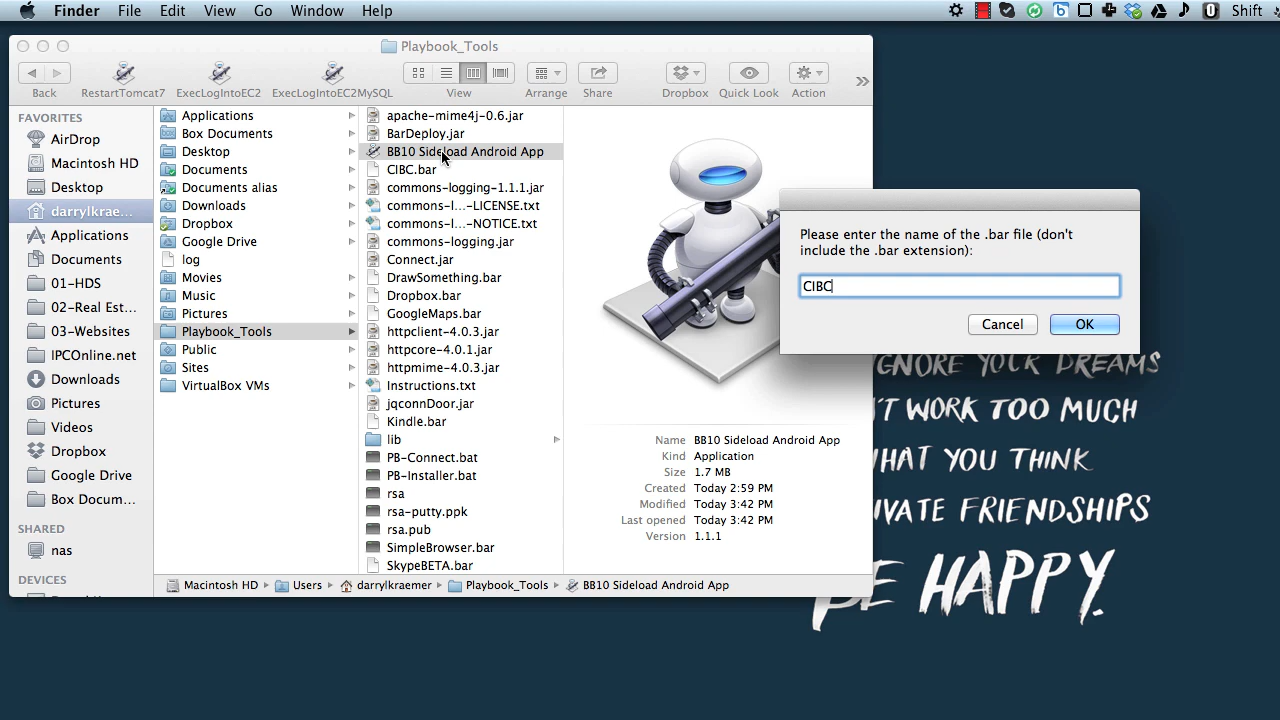 Finder File Edit View Go Window Help Shift
Playbook_Tools
Back RestartTomcat7 ExecLogIntoEC2 ExecLogIntoEC2MySQL View Arrange Share Dropbox Quick Look Action
FAVORITES
AirDrop
Macintosh HD
Desktop
darrylkrae...
Applications
Documents
01-HDS
02-Real Est...
03-Websites
IPCOnline.net
Downloads
Pictures
Videos
Dropbox
Google Drive
Box Docum...
SHARED
nas
DEVICES
Applications
Box Documents
Desktop
Documents
Documents alias
Downloads
Dropbox
Google Drive
log
Movies
Music
Pictures
Playbook_Tools
Public
Sites
VirtualBox VMs
apache-mime4j-0.6.jar
BarDeploy.jar
BB10 Sideload Android App
CIBC.bar
commons-logging-1.1.1.jar
commons-l...-LICENSE.txt
commons-l...-NOTICE.txt
commons-logging.jar
Connect.jar
DrawSomething.bar
Dropbox.bar
GoogleMaps.bar
httpclient-4.0.3.jar
httpcore-4.0.1.jar
httpmime-4.0.3.jar
Instructions.txt
jqconnDoor.jar
Kindle.bar
lib
PB-Connect.bat
PB-Installer.bat
rsa
rsa-putty.ppk
rsa.pub
SimpleBrowser.bar
SkypeBETA.bar
Name BB10 Sideload Android App
Kind Application
Size 1.7 MB
Created Today 2:59 PM
Modified Today 3:42 PM
Last opened Today 3:42 PM
Version 1.1.1
Macintosh HD Users darrylkraemer Playbook_Tools BB10 Sideload Android App
Please enter the name of the .bar file (don't
include the .bar extension):
CIBC
Cancel OK
GNORE YOUR DREAMS
'T WORK TOO MUCH
HAT YOU THINK
IVATE FRIENDSHIPS
BE HAPPY.